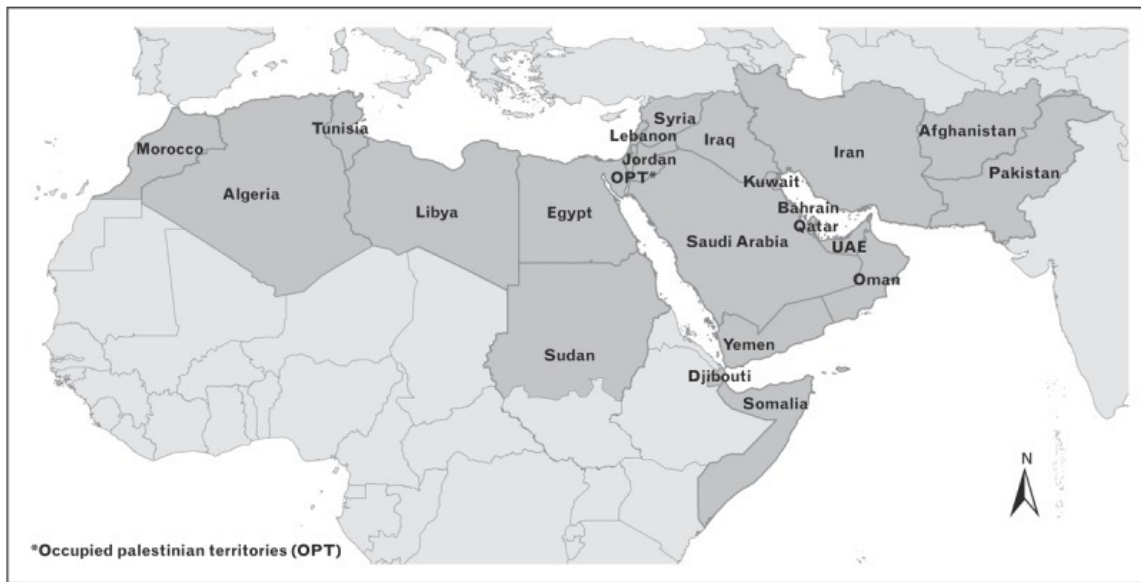 Syria
Tunisia
Lebanon
Afghanistan
Morocco
Iraq
Iran
Jordan
OPT*
Pakistan
Kuwait
Algeria
Bahrain
Libya
Egypt
Qatar
Saudi Arabia
UAE
Oman
Yemen
Sudan
Djibouti
Somalia
N
*Occupied palestinian territories (OPT)